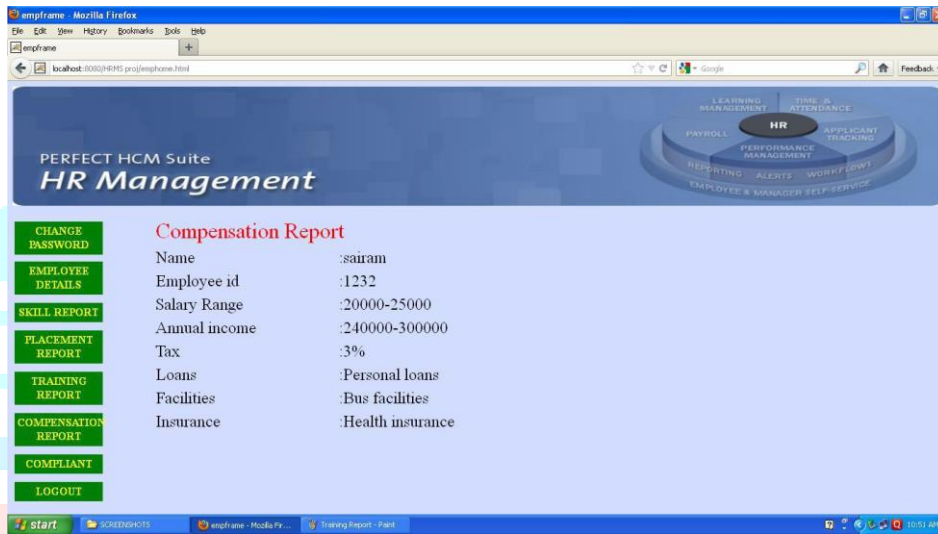 empframe - Mozilla Firefox
File Edit View History Bookmarks Tools Help
empframe +
localhost:8080/HRMS proj/emphome.html
Google
Feedback
PERFECT HCM Suite
HR Management
LEARNING MANAGEMENT
TIME & ATTENDANCE
HR
PAYROLL
APPLICANT TRACKING
PERFORMANCE MANAGEMENT
REPORTING ALERTS WORKFLOWS
EMPLOYEE & MANAGER SELF-SERVICE
CHANGE
PASSWORD
EMPLOYEE
DETAILS
SKILL REPORT
PLACEMENT
REPORT
TRAINING
REPORT
COMPENSATION
REPORT
COMPLIANT
LOGOUT
Compensation Report
Name :sairam
Employee id :1232
Salary Range :20000-25000
Annual income :240000-300000
Tax :3%
Loans :Personal loans
Facilities :Bus facilities
Insurance :Health insurance
start SCREENSHOTS empframe - Mozilla Fir... Training Report - Paint 10:51 AM